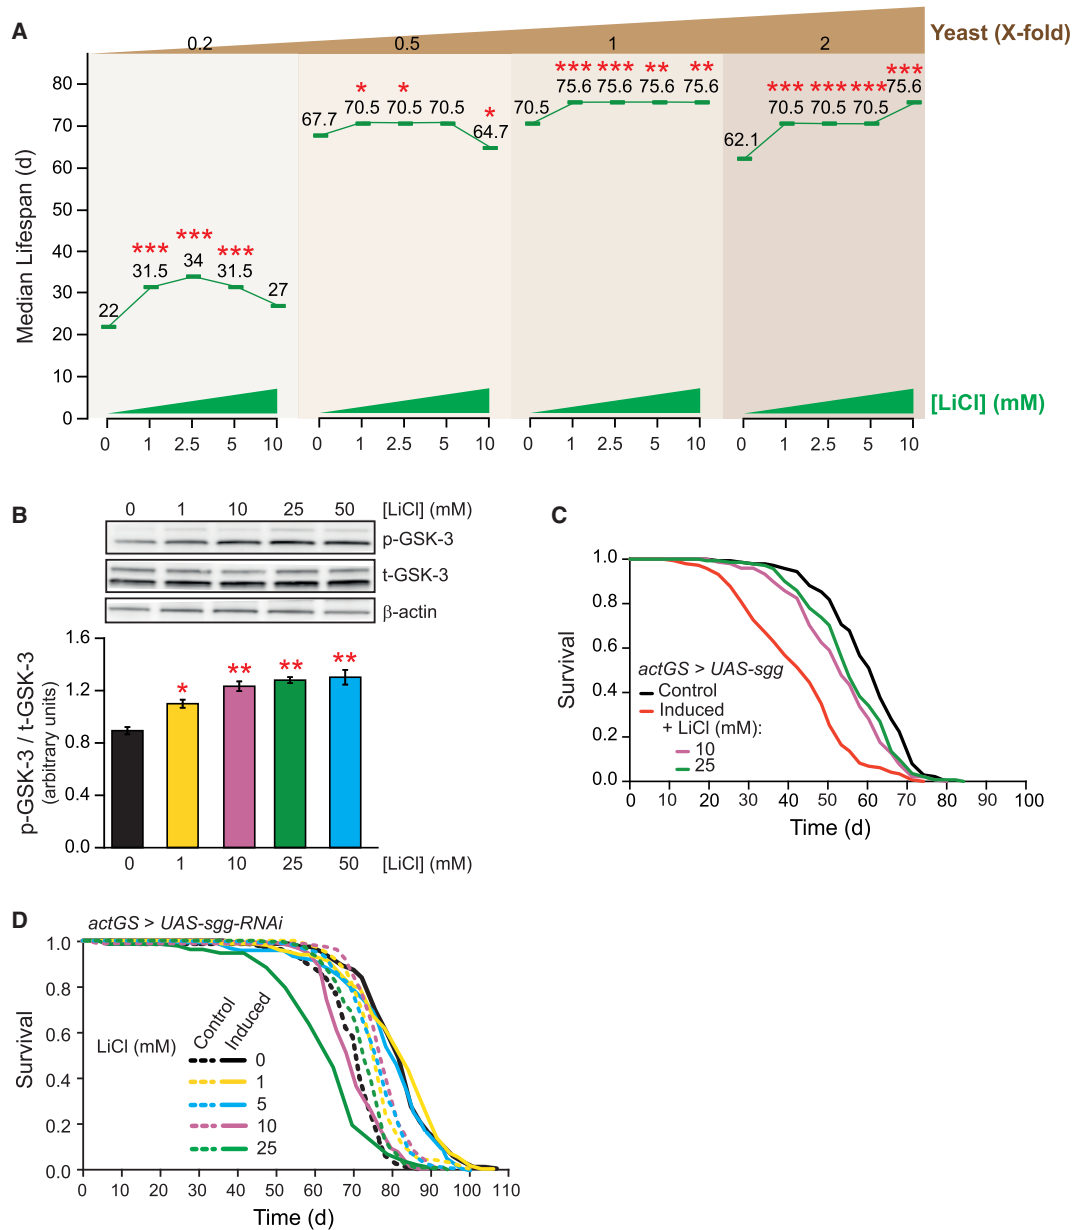 A
Yeast (X-fold)
0.2 0.5 1 2
Median Lifespan (d)
80
70
60
50
40
30
20
10
0
22 31.5 34 31.5 27
*** *** ***
67.7 70.5 70.5 70.5 64.7
* * *
70.5 75.6 75.6 75.6 75.6
*** *** ** **
62.1 70.5 70.5 70.5 75.6
*** *** *** ***
[LiCl] (mM)
0 1 2.5 5 10 0 1 2.5 5 10 0 1 2.5 5 10 0 1 2.5 5 10
B
0 1 10 25 50 [LiCl] (mM)
p-GSK-3
t-GSK-3
β-actin
p-GSK-3 / t-GSK-3
(arbitrary units)
1.6
1.2
0.8
0.4
0.0
* ** ** **
0 1 10 25 50 [LiCl] (mM)
C
Survival
1.0
0.8
0.6
0.4
0.2
0.0
actGS > UAS-sgg
Control
Induced
+ LiCl (mM):
10
25
0 10 20 30 40 50 60 70 80 90 100
Time (d)
D
actGS > UAS-sgg-RNAi
Survival
1.0
0.8
0.6
0.4
0.2
0.0
LiCl (mM) Control Induced
0
1
5
10
25
0 10 20 30 40 50 60 70 80 90 100 110
Time (d)